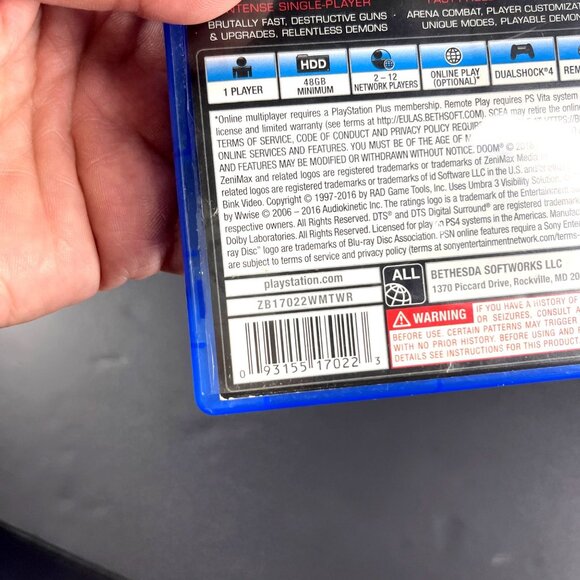 INTENSE SINGLE-PLAYER
BRUTALLY FAST, DESTRUCTIVE GUNS
& UPGRADES, RELENTLESS DEMONS
ARENA COMBAT, PLAYER CUSTOMIZAT
UNIQUE MODES, PLAYABLE DEMON
1 PLAYER
HDD
48GB
MINIMUM
2 – 12
NETWORK PLAYERS
ONLINE PLAY
(OPTIONAL)*
DUALSHOCK®4
REM
*Online multiplayer requires a PlayStation Plus membership. Remote Play requires PS Vita system
license and limited warranty (see terms at http://EULAS.BETHSOFT.COM). SCEA may retire the
TERMS OF SERVICE, CODE OF CONDUCT AND PRIVACY POLICY
ONLINE SERVICES AND FEATURES. YOU MUST BE OF THE AGE OF
AND FEATURES MAY BE MODIFIED OR WITHDRAWN WITHOUT NOTICE. DOOM®
ZeniMax and related logos are registered trademarks or trademarks of ZeniMax Media
related logos are registered trademarks or trademarks of id Software LLC in the U.S.
Bink Video. Copyright © 1997-2016 by RAD Game Tools, Inc. Uses Umbra 3 Visibility Solution.
by Wwise © 2006 – 2016 Audiokinetic Inc. The ratings logo is a trademark of the Entertainment
respective owners. All Rights Reserved. DTS® and DTS Digital Surround® are registered
Dolby Laboratories. All Rights Reserved. Licensed for play on PS4 systems in the Americas.
ray Disc" logo are trademarks of Blu-ray Disc Association. PSN online features require a Sony
are subject to terms of service and privacy policy (terms at sonyentertainmentnetwork.com/
playstation.com
ZB17022WMTWR
ALL
BETHESDA SOFTWORKS LLC
1370 Piccard Drive, Rockville, MD 20
WARNING
IF YOU HAVE A HISTORY OF
OR SEIZURES, CONSULT A
BEFORE USE. CERTAIN PATTERNS MAY TRIGGER
WITH NO PRIOR HISTORY. BEFORE USING AND
DETAILS SEE INSTRUCTIONS FOR THIS PRODUCT
0 93155 17022 3